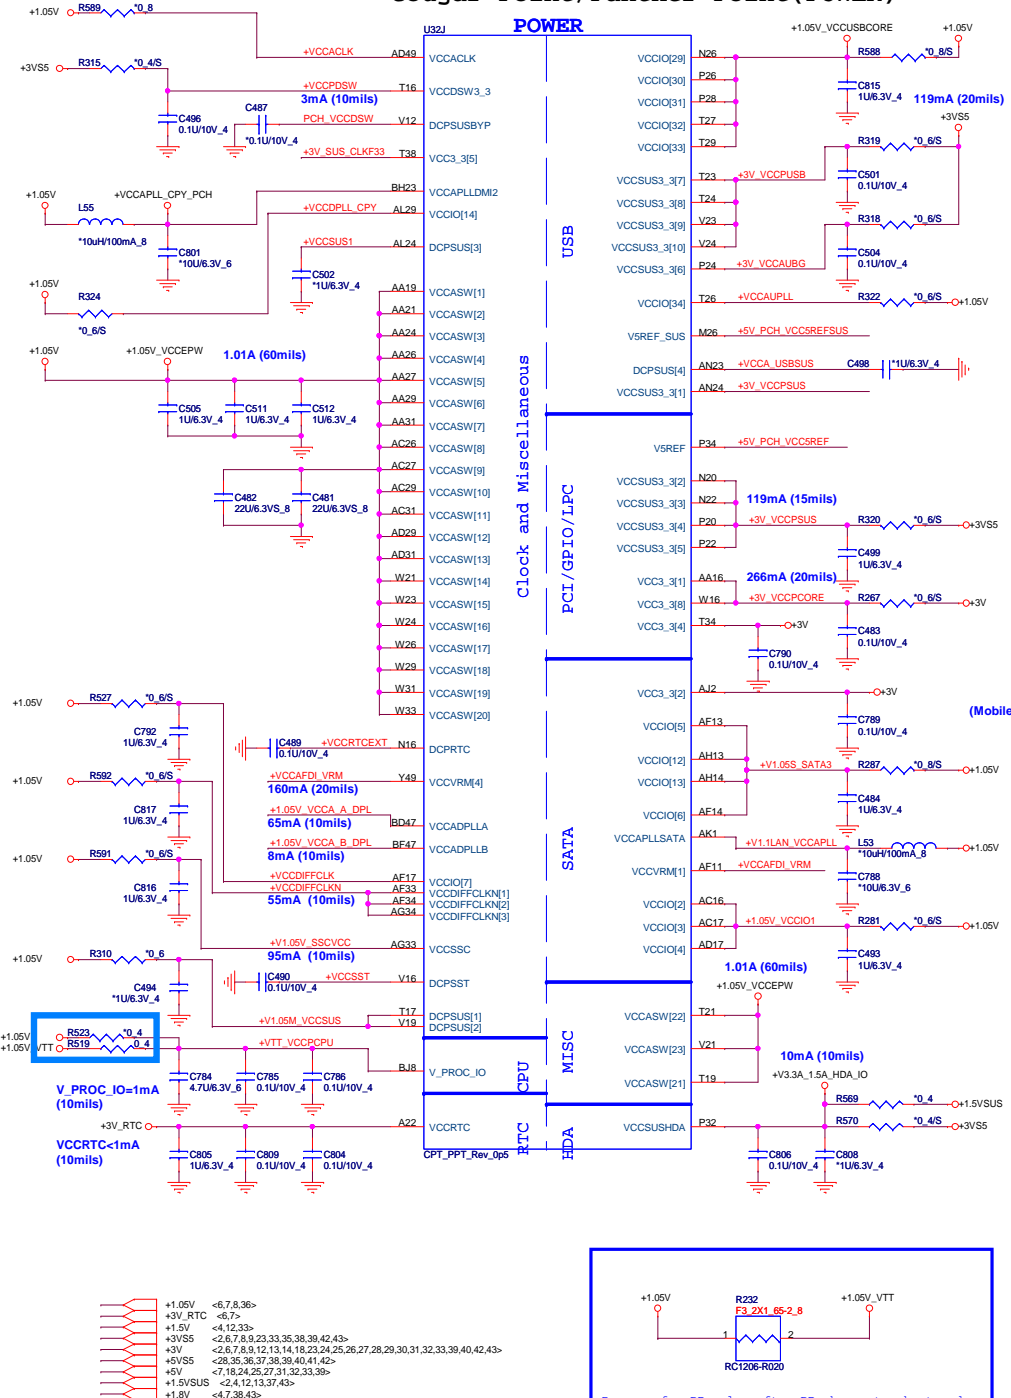 POWER
U32J
+1.05V
R589
*0_8
+VCCACLK
AD49
VCCACLK
+3VS5
R315
*0_4/S
+VCCPDSW
T16
VCCDSW3_3
3mA (10mils)
C496
0.1U/10V_4
C487
*0.1U/10V_4
PCH_VCCDSW
V12
DCPSUSBYP
+3V_SUS_CLKF33
T38
VCC3_3[5]
BH23
VCCAPLLDMI2
+1.05V
+VCCAPLL_CPY_PCH
L55
*10uH/100mA_8
C801
*10U/6.3V_6
+VCCDPLL_CPY
AL29
VCCIO[14]
+VCCSUS1
AL24
DCPSUS[3]
C502
*1U/6.3V_4
+1.05V
R324
*0_6/S
+1.05V
+1.05V_VCCEPW
1.01A (60mils)
C505
1U/6.3V_4
C511
1U/6.3V_4
C512
1U/6.3V_4
C482
22U/6.3VS_8
C481
22U/6.3VS_8
AA19
VCCASW[1]
AA21
VCCASW[2]
AA24
VCCASW[3]
AA26
VCCASW[4]
AA27
VCCASW[5]
AA29
VCCASW[6]
AA31
VCCASW[7]
AC26
VCCASW[8]
AC27
VCCASW[9]
AC29
VCCASW[10]
AC31
VCCASW[11]
AD29
VCCASW[12]
AD31
VCCASW[13]
W21
VCCASW[14]
W23
VCCASW[15]
W24
VCCASW[16]
W26
VCCASW[17]
W29
VCCASW[18]
W31
VCCASW[19]
W33
VCCASW[20]
Clock and Miscellaneous
+1.05V
R527
*0_6/S
C792
1U/6.3V_4
C489
0.1U/10V_4
+VCCRTCEXT
N16
DCPRTC
+1.05V
R592
*0_6/S
C817
1U/6.3V_4
+VCCAFDI_VRM
Y49
VCCVRM[4]
160mA (20mils)
+1.05V_VCCA_A_DPL
65mA (10mils)
BD47
VCCADPLLA
+1.05V_VCCA_B_DPL
BF47
VCCADPLLB
8mA (10mils)
+1.05V
R591
*0_6/S
C816
1U/6.3V_4
+VCCDIFFCLK
AF17
VCCIO[7]
+VCCDIFFCLKN
AF33
VCCDIFFCLKN[1]
55mA (10mils)
AF34
VCCDIFFCLKN[2]
AG34
VCCDIFFCLKN[3]
+V1.05V_SSCVCC
AG33
VCCSSC
95mA (10mils)
+1.05V
R310
*0_6
C494
*1U/6.3V_4
C490
0.1U/10V_4
+VCCSST
V16
DCPSST
T17
DCPSUS[1]
+V1.05M_VCCSUS
V19
DCPSUS[2]
+1.05V
R523
*0_4
+1.05V_VTT
R519
0_4
+VTT_VCCPCPU
BJ8
V_PROC_IO
CPU
C784
4.7U/6.3V_6
C785
0.1U/10V_4
C786
0.1U/10V_4
V_PROC_IO=1mA
(10mils)
+3V_RTC
A22
VCCRTC
RTC
VCCRTC<1mA
(10mils)
C805
1U/6.3V_4
C809
0.1U/10V_4
C804
0.1U/10V_4
CPT_PPT_Rev_0p5
USB
+1.05V_VCCUSBCORE
+1.05V
VCCIO[29]
N26
R588
*0_8/S
VCCIO[30]
P26
VCCIO[31]
P28
VCCIO[32]
T27
VCCIO[33]
T29
C815
1U/6.3V_4
119mA (20mils)
+3VS5
R319
*0_6/S
VCCSUS3_3[7]
T23
+3V_VCCPUSB
C501
0.1U/10V_4
VCCSUS3_3[8]
T24
VCCSUS3_3[9]
V23
R318
*0_6/S
VCCSUS3_3[10]
V24
VCCSUS3_3[6]
P24
+3V_VCCAUBG
C504
0.1U/10V_4
VCCIO[34]
T26
+VCCAUPLL
R322
*0_6/S
+1.05V
V5REF_SUS
M26
+5V_PCH_VCC5REFSUS
DCPSUS[4]
AN23
+VCCA_USBSUS
C498
*1U/6.3V_4
VCCSUS3_3[1]
AN24
+3V_VCCPSUS
PCI/GPIO/LPC
V5REF
P34
+5V_PCH_VCC5REF
VCCSUS3_3[2]
N20
VCCSUS3_3[3]
N22
119mA (15mils)
VCCSUS3_3[4]
P20
+3V_VCCPSUS
R320
*0_6/S
+3VS5
VCCSUS3_3[5]
P22
C499
1U/6.3V_4
VCC3_3[1]
AA16
266mA (20mils)
VCC3_3[8]
W16
+3V_VCCPCORE
R267
*0_6/S
+3V
VCC3_3[4]
T34
+3V
C483
0.1U/10V_4
C790
0.1U/10V_4
SATA
VCC3_3[2]
AJ2
+3V
(Mobile
VCCIO[5]
AF13
C789
0.1U/10V_4
VCCIO[12]
AH13
+V1.05S_SATA3
R287
*0_8/S
+1.05V
VCCIO[13]
AH14
VCCIO[6]
AF14
C484
1U/6.3V_4
VCCAPLLSATA
AK1
+V1.1LAN_VCCAPLL
L53
*10uH/100mA_8
+1.05V
VCCVRM[1]
AF11
+VCCAFDI_VRM
C788
*10U/6.3V_6
VCCIO[2]
AC16
VCCIO[3]
AC17
+1.05V_VCCIO1
R281
*0_6/S
+1.05V
VCCIO[4]
AD17
C493
1U/6.3V_4
1.01A (60mils)
+1.05V_VCCEPW
MISC
VCCASW[22]
T21
VCCASW[23]
V21
VCCASW[21]
T19
10mA (10mils)
+V3.3A_1.5A_HDA_IO
R569
*0_4
+1.5VSUS
HDA
VCCSUSHDA
P32
R570
*0_4/S
+3VS5
C806
0.1U/10V_4
C808
*1U/6.3V_4
+1.05V <6,7,8,36>
+3V_RTC <6,7>
+1.5V <4,12,33>
+3VS5 <2,6,7,8,9,23,33,35,38,39,42,43>
+3V <2,6,7,8,9,12,13,14,18,23,24,25,26,27,28,29,30,31,32,33,39,40,42,43>
+5VS5 <28,35,36,37,38,39,40,41,42>
+5V <7,18,24,25,27,31,32,33,39>
+1.5VSUS <2,4,12,13,37,43>
+1.8V <4,7,38,43>
+1.05V
R232
F3_2X1_65-2_8
+1.05V_VTT
1
2
RC1206-R020